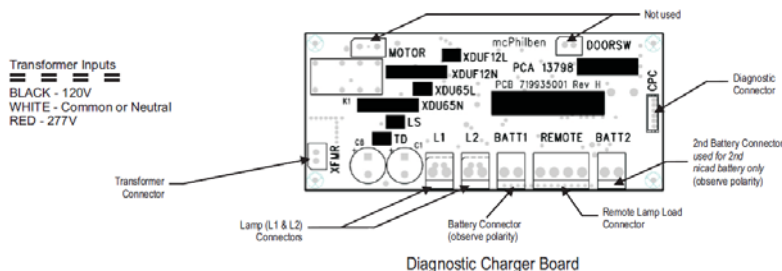 Not used
mcPhilben
MOTOR
DOORSW
XDUF12L
Transformer Inputs
PCA 13798
XDUF12N
BLACK - 120V
WHITE - Common or Neutral
RED - 277V
XDU65L
PCB 719935001 Rev H
CPC
Diagnostic
Connector
K1
XDU65N
LS
TD
L1
L2
BATT1
REMOTE
BATT2
C8
C1
XFMR
2nd Battery Connector
used for 2nd
nicad battery only
(observe polarity)
Transformer
Connector
Lamp (L1 & L2)
Connectors
Battery Connector
(observe polarity)
Remote Lamp Load
Connector
Diagnostic Charger Board